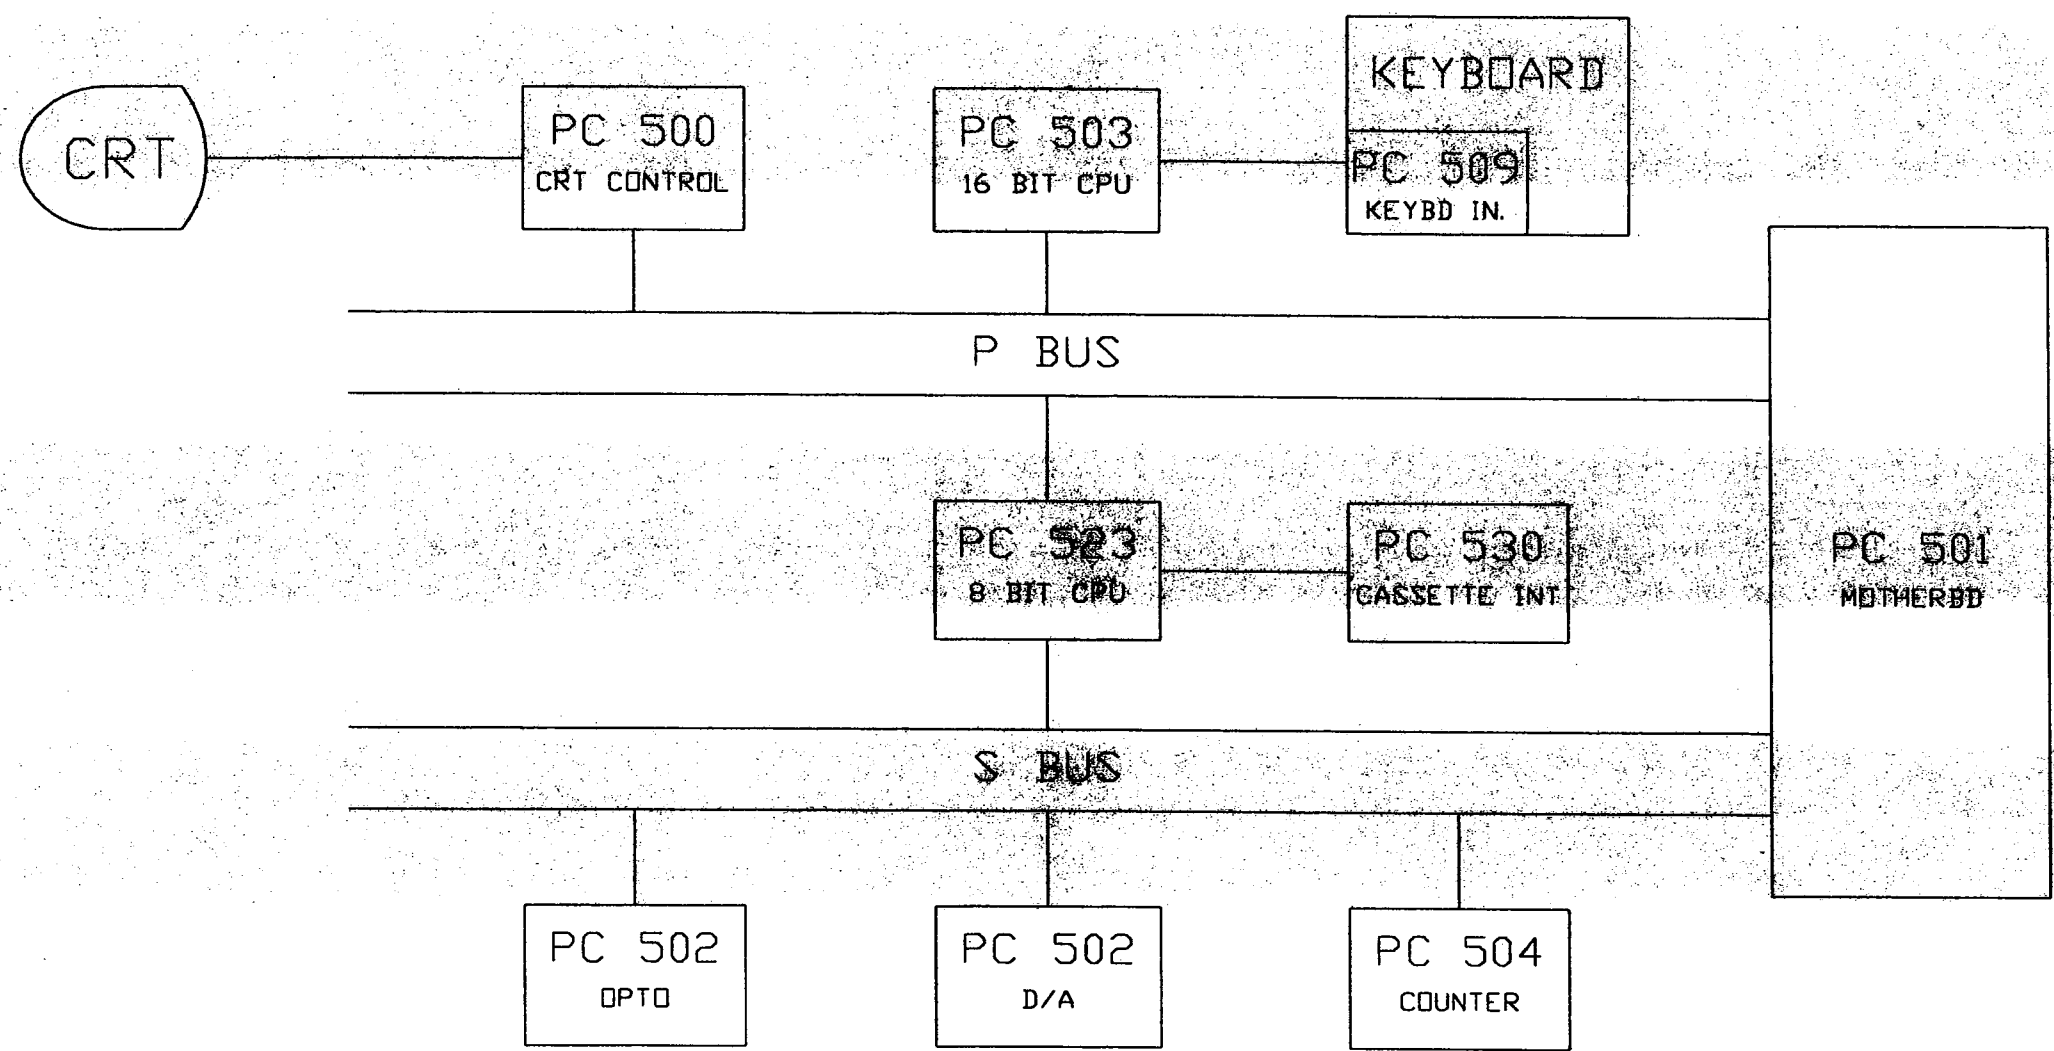 CRT
PC 500
CRT CONTROL
PC 503
16 BIT CPU
KEYBOARD
PC 509
KEYBD IN.
P BUS
PC 523
8 BIT CPU
PC 530
CASSETTE INT
PC 501
MOTHERBD
S BUS
PC 502
OPTO
PC 502
D/A
PC 504
COUNTER